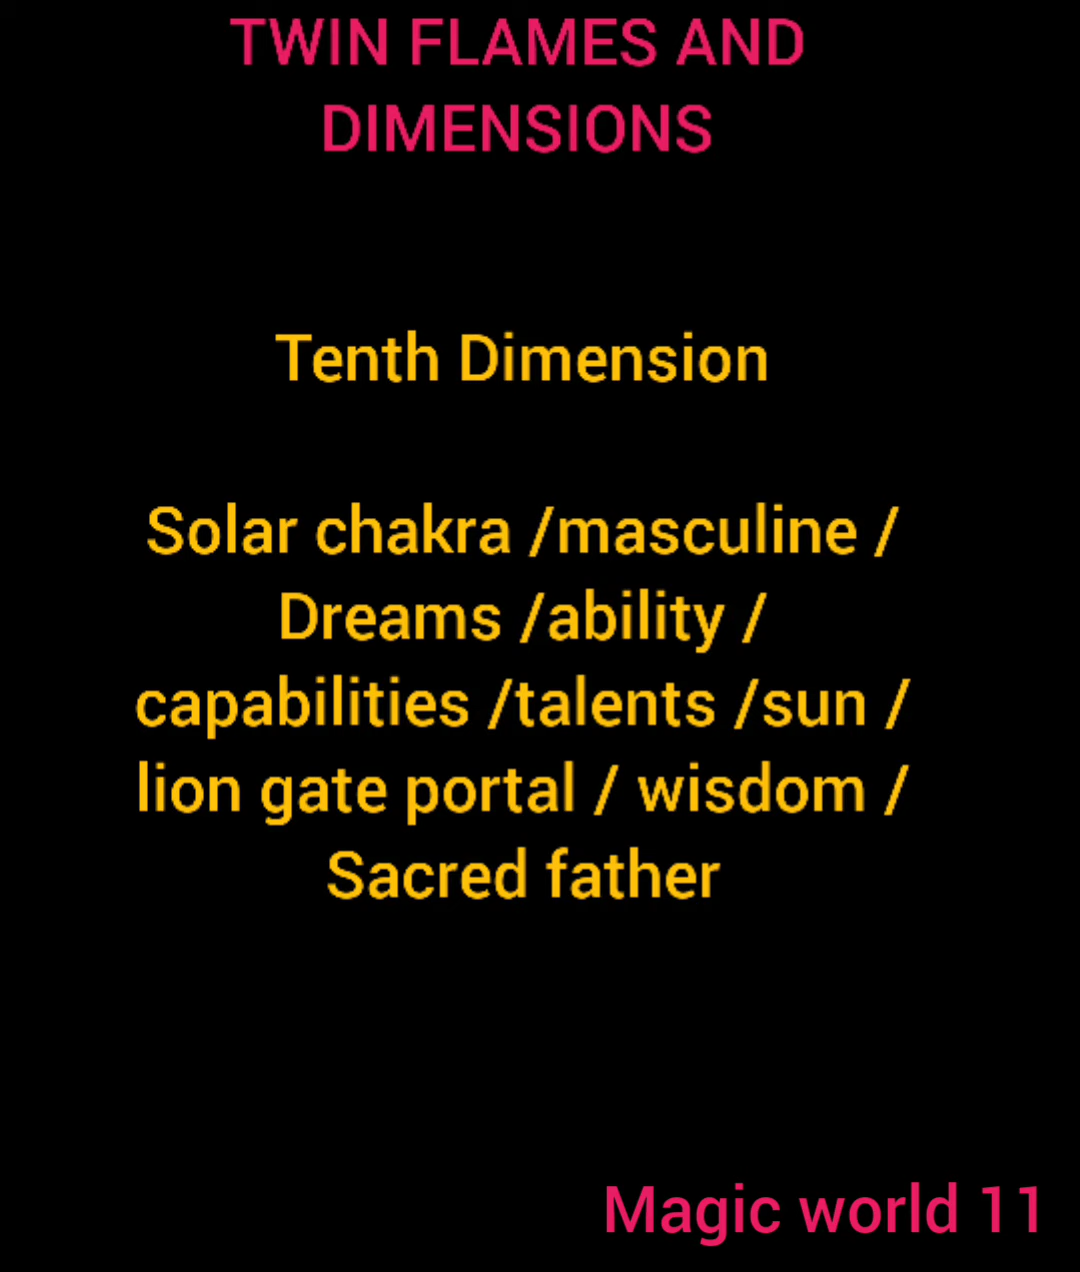 TWIN FLAMES AND
DIMENSIONS
Tenth Dimension
Solar chakra /masculine /
Dreams /ability /
capabilities /talents /sun /
lion gate portal / wisdom /
Sacred father
Magic world 11